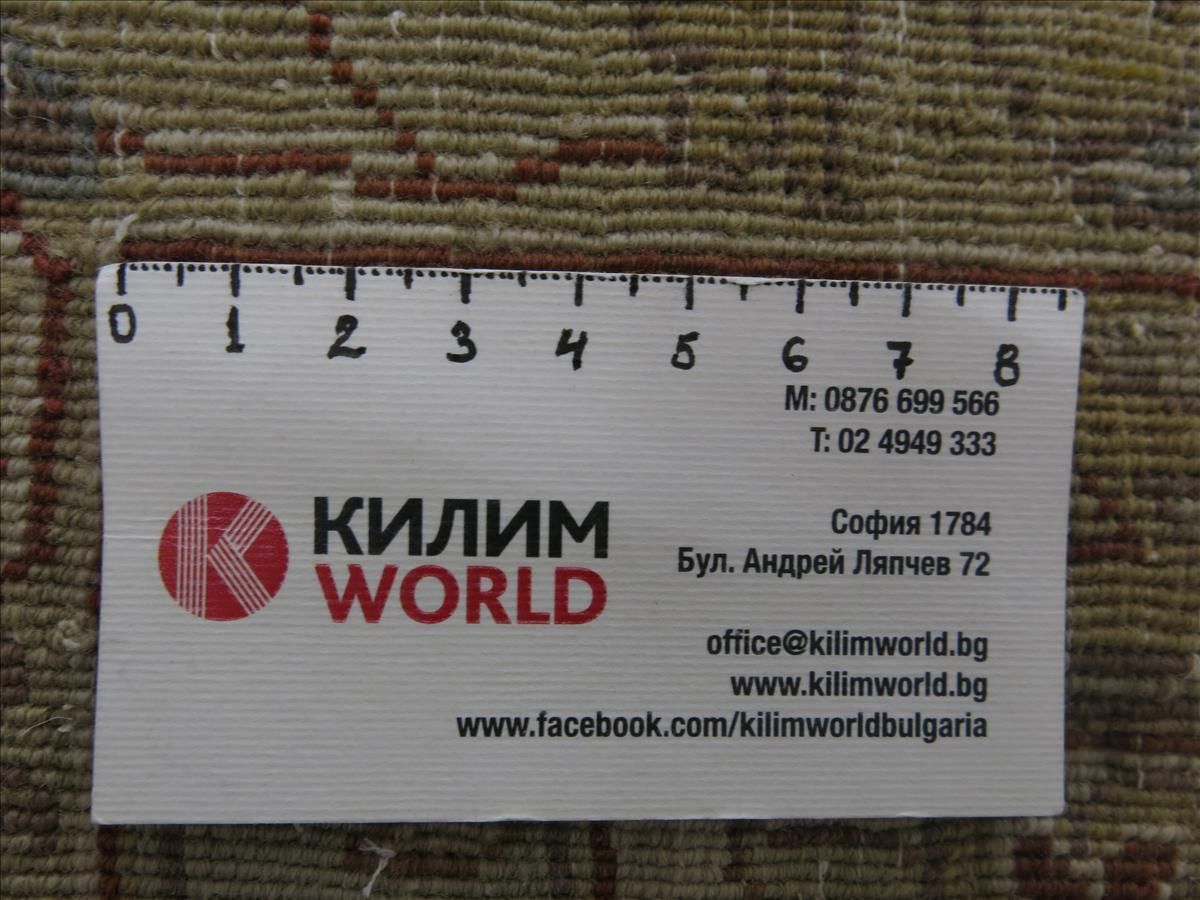 0 1 2 3 4 5 6 7 8
М: 0876 699 566
Т: 02 4949 333
КИЛИМ
WORLD
София 1784
Бул. Андрей Ляпчев 72
office@kilimworld.bg
www.kilimworld.bg
www.facebook.com/kilimworldbulgaria